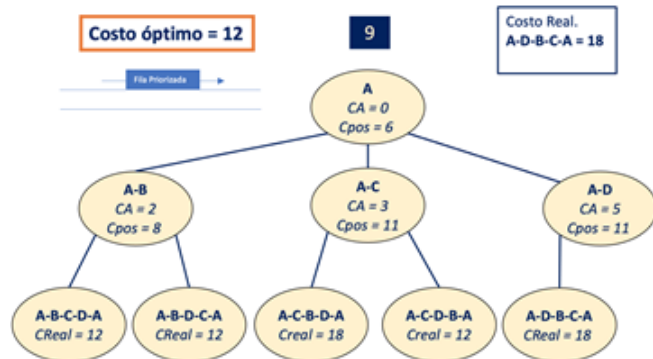 Costo óptimo = 12
9
Costo Real.
A-D-B-C-A = 18
Fila Priorizada
A
CA = 0
Cpos = 6
A-B
CA = 2
Cpos = 8
A-C
CA = 3
Cpos = 11
A-D
CA = 5
Cpos = 11
A-B-C-D-A
CReal = 12
A-B-D-C-A
CReal = 12
A-C-B-D-A
Creal = 18
A-C-D-B-A
Creal = 12
A-D-B-C-A
CReal = 18